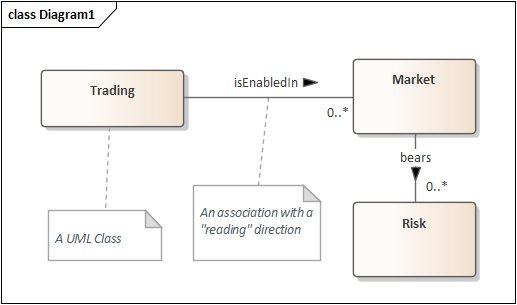 class Diagram1
isEnabledIn
Trading
Market
0..*
bears
0..*
An association with a
"reading" direction
A UML Class
Risk